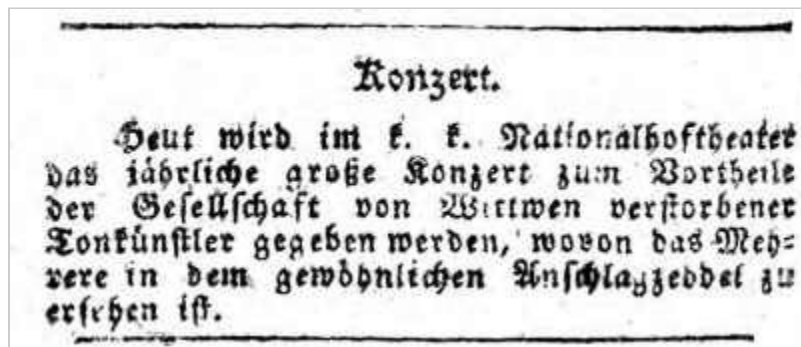 Konzert.
Heut wird im k. k. Nationalhoftheater
das jährliche große Konzert zum Vortheile
der Gesellschaft von Wittwen verstorbener
Tonkünstler gegeben werden, wovon das Meh-
rere in dem gewöhnlichen Anschlagzeddel zu
ersehen ist.